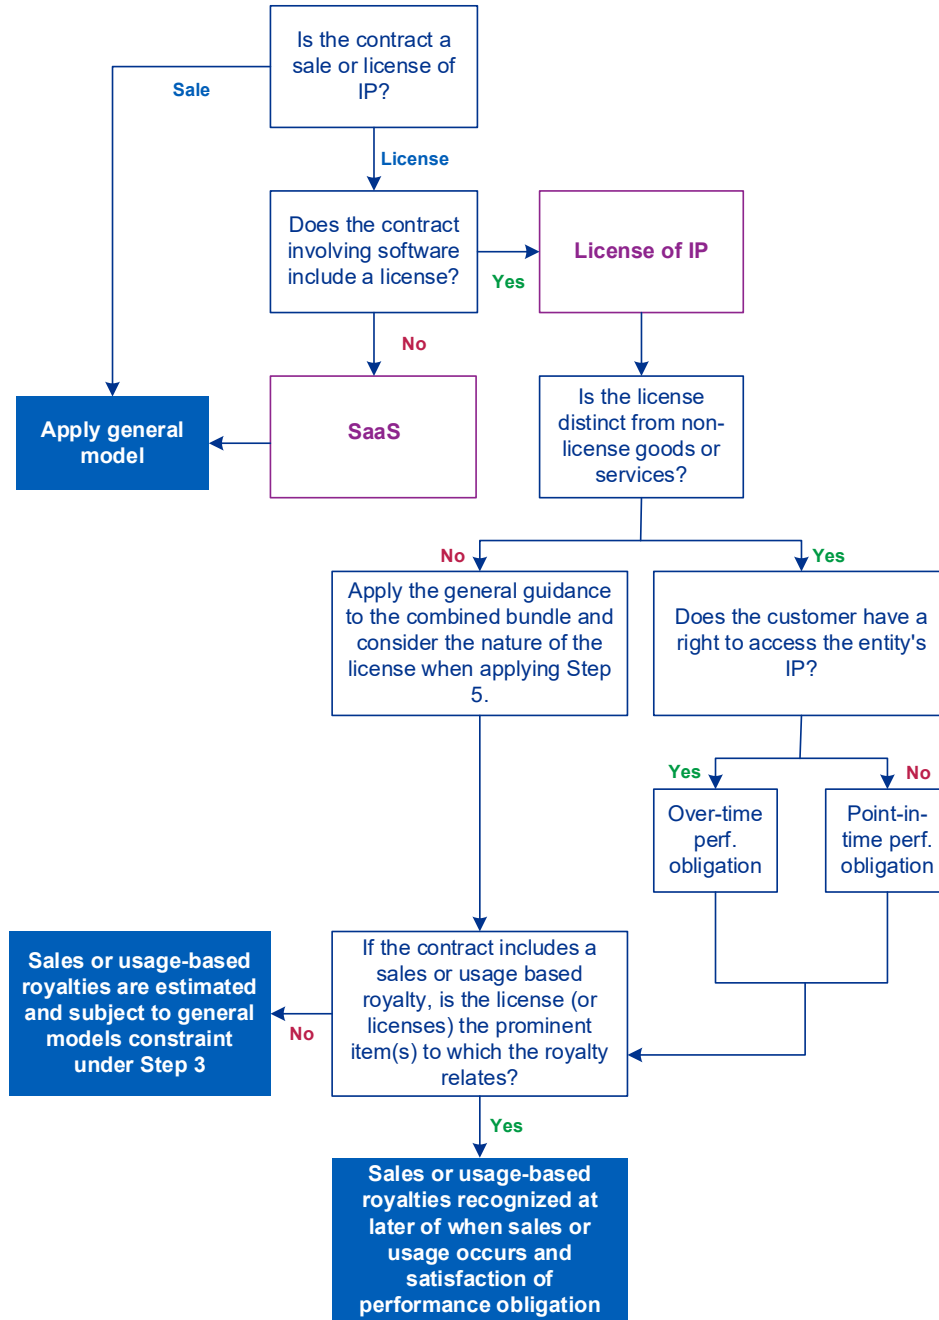 Is the contract a
sale or license of
IP?
Sale
License
Does the contract
involving software
include a license?
Yes
License of IP
No
Apply general
model
SaaS
Is the license
distinct from non-
license goods or
services?
No
Yes
Apply the general guidance
to the combined bundle and
consider the nature of the
license when applying Step
5.
Does the customer have a
right to access the entity's
IP?
Yes
No
Over-time
perf.
obligation
Point-in-
time perf.
obligation
Sales or usage-based
royalties are estimated
and subject to general
models constraint
under Step 3
No
If the contract includes a
sales or usage based
royalty, is the license (or
licenses) the prominent
item(s) to which the royalty
relates?
Yes
Sales or usage-based
royalties recognized at
later of when sales or
usage occurs and
satisfaction of
performance obligation